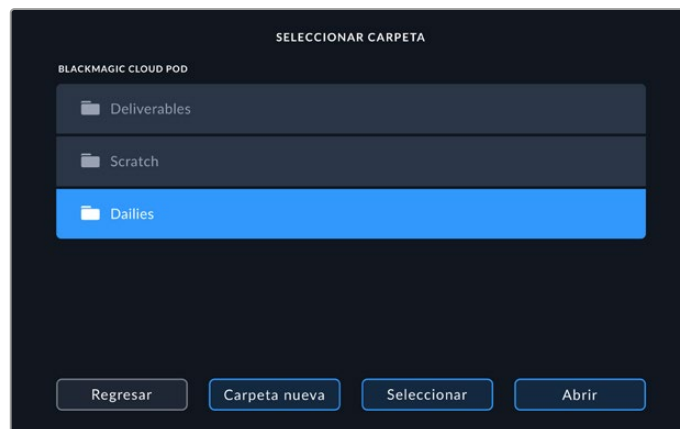 SELECCIONAR CARPETA
BLACKMAGIC CLOUD POD
Deliverables
Scratch
Dailies
Regresar Carpeta nueva Seleccionar Abrir